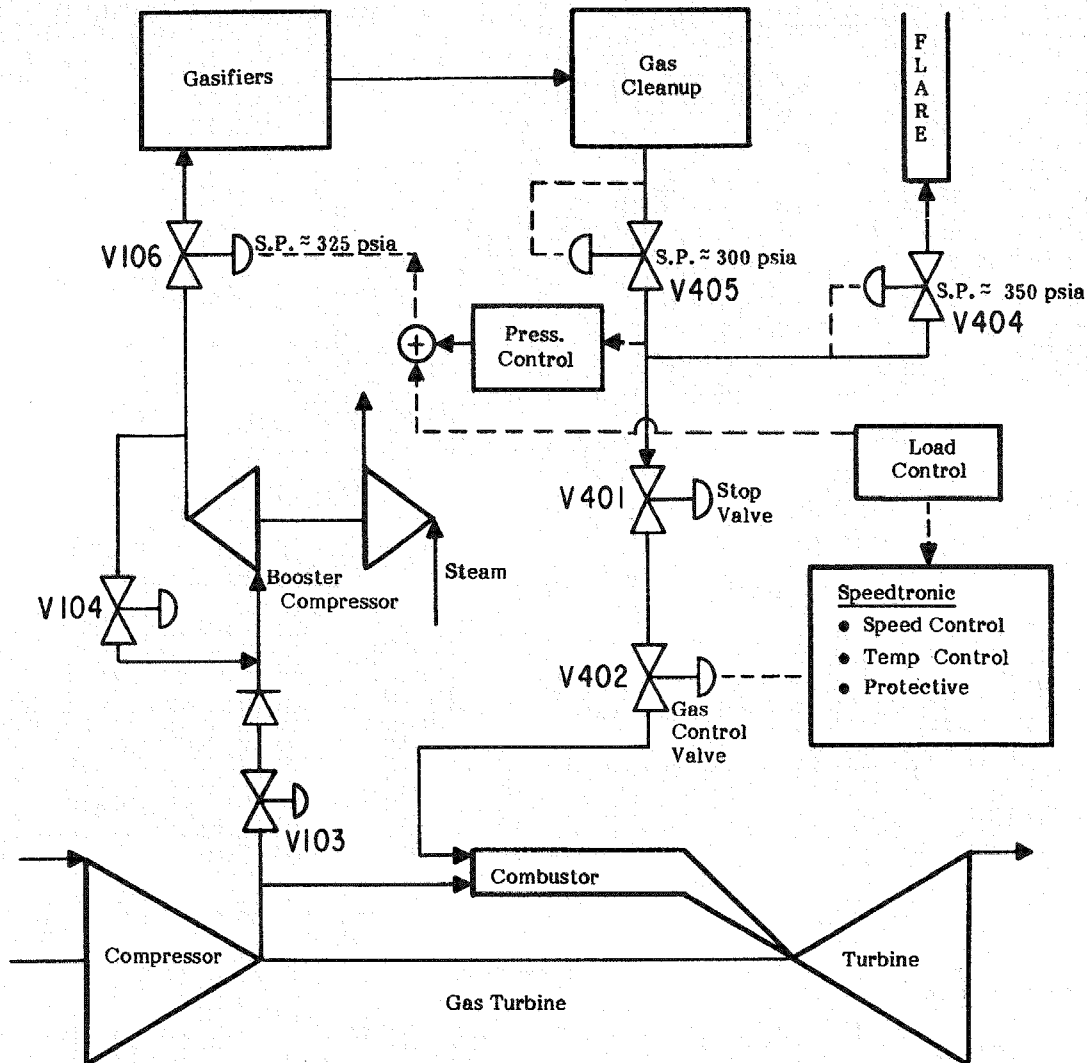 Gasifiers
Gas
Cleanup
FLARE
V106
S.P. ≈ 325 psia
S.P. ≈ 300 psia
V405
S.P. ≈ 350 psia
V404
+
Press.
Control
Load
Control
V401
Stop
Valve
Booster
Compressor
Steam
V104
Speedtronic
• Speed Control
• Temp Control
• Protective
V402
Gas
Control
Valve
V103
Combustor
Compressor
Turbine
Gas Turbine